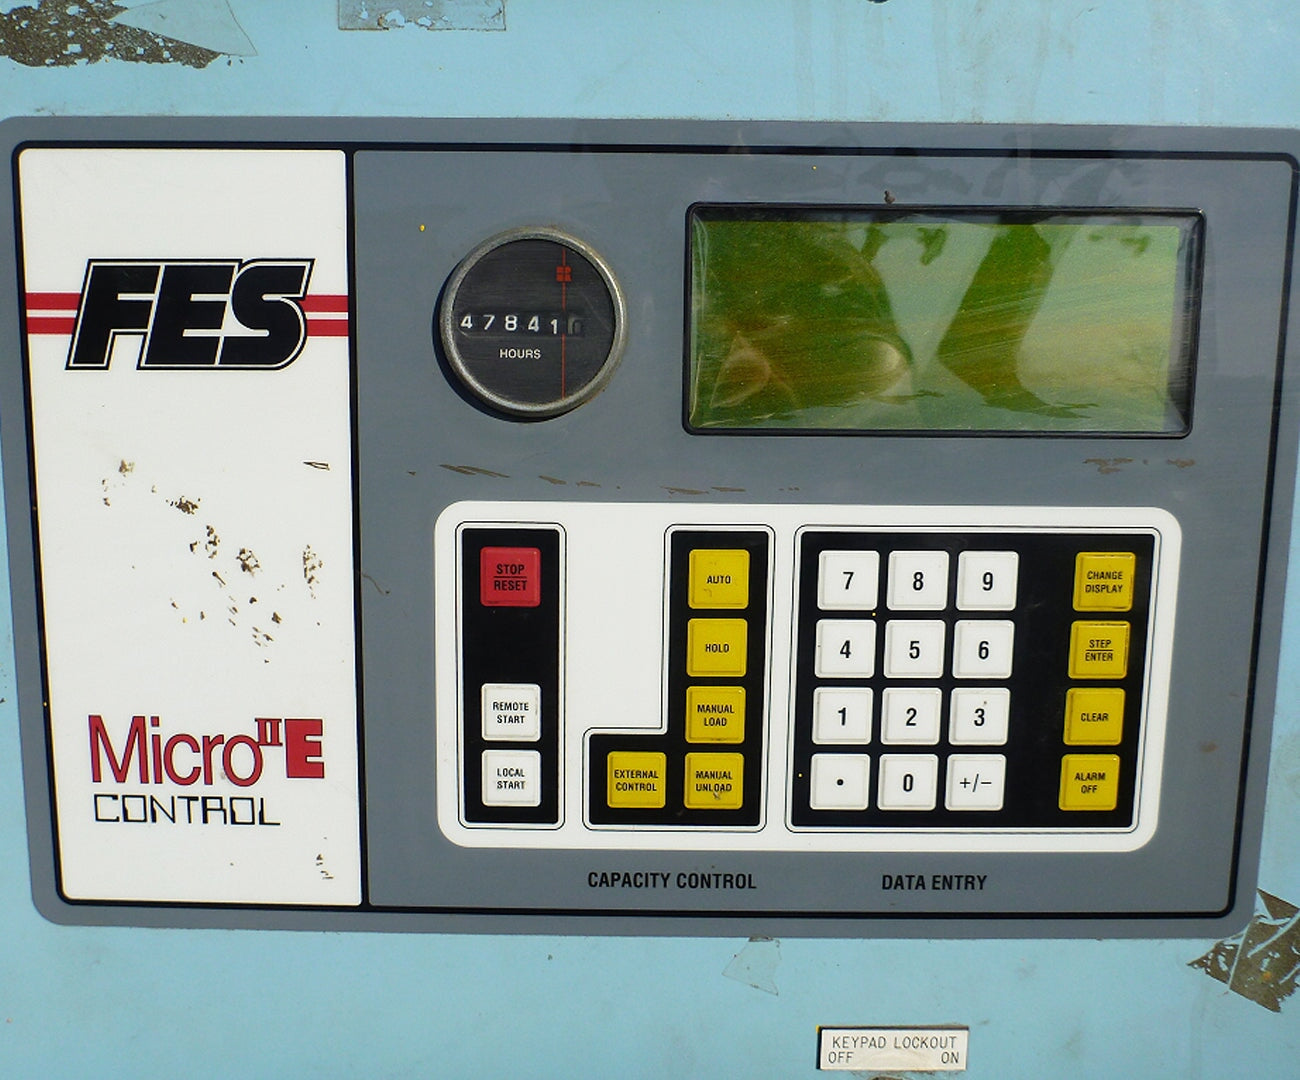 FES
Micro II E
CONTROL
47841
HOURS
STOP
RESET
REMOTE
START
LOCAL
START
AUTO
HOLD
MANUAL
LOAD
EXTERNAL
CONTROL
MANUAL
UNLOAD
CAPACITY CONTROL
7 8 9
4 5 6
1 2 3
• 0 +/−
CHANGE
DISPLAY
STEP
ENTER
CLEAR
ALARM
OFF
DATA ENTRY
KEYPAD LOCKOUT
OFF ON